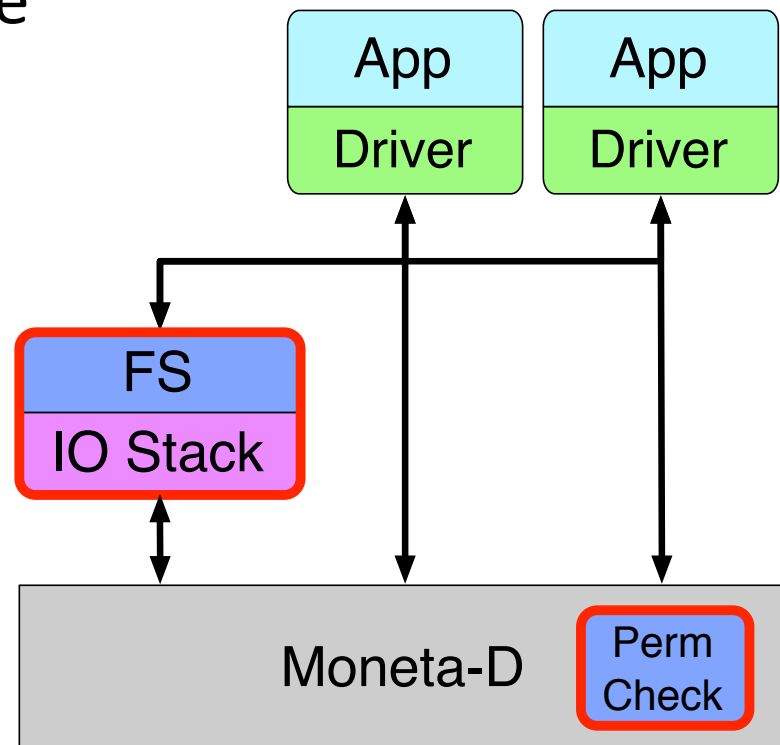 e
App
App
Driver
Driver
FS
IO Stack
Moneta-D
Perm
Check